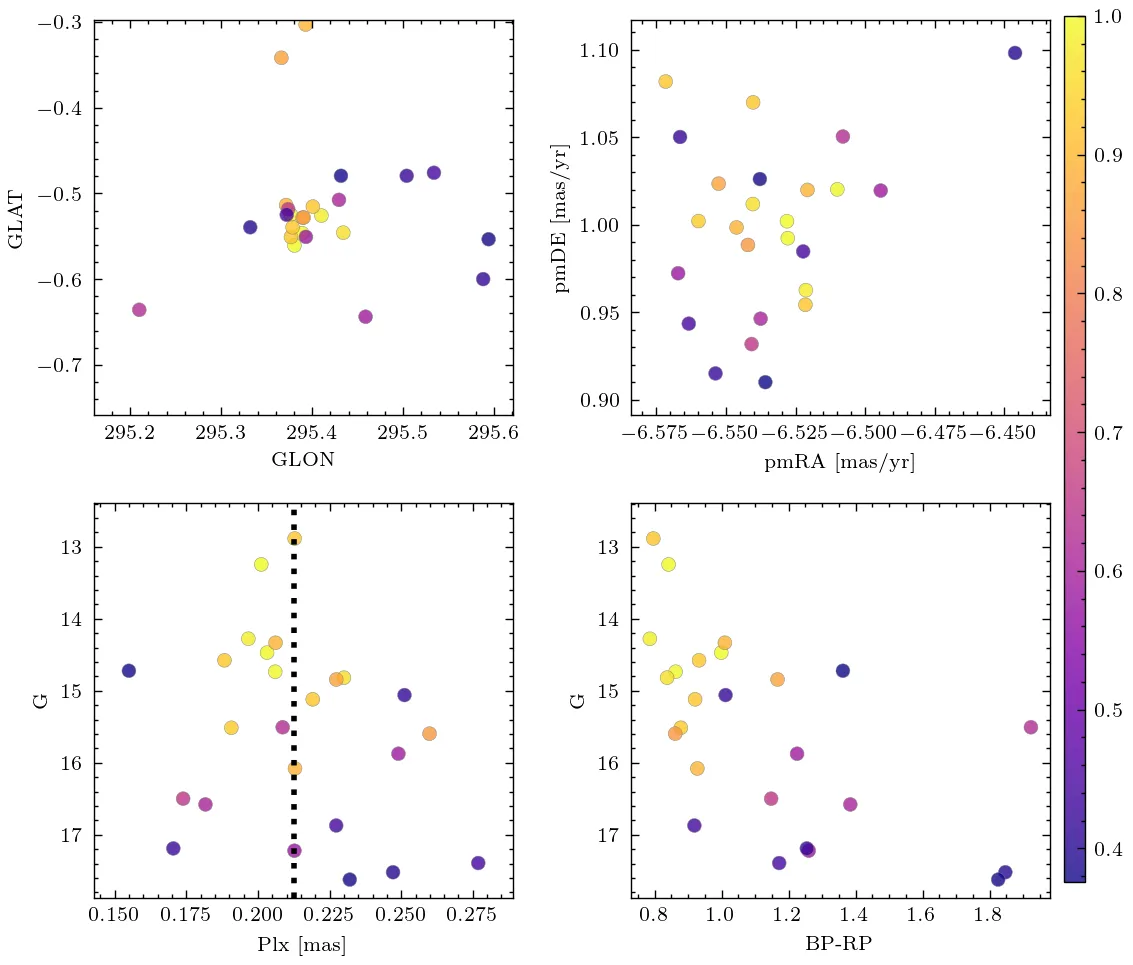 −0.3
−0.4
−0.5
−0.6
−0.7
GLAT
295.2 295.3 295.4 295.5 295.6
GLON
1.10
1.05
1.00
0.95
0.90
pmDE [mas/yr]
−6.575 −6.550 −6.525 −6.500 −6.475 −6.450
pmRA [mas/yr]
1.0
0.9
0.8
0.7
0.6
0.5
0.4
13
14
15
16
17
G
0.150 0.175 0.200 0.225 0.250 0.275
Plx [mas]
13
14
15
16
17
G
0.8 1.0 1.2 1.4 1.6 1.8
BP-RP